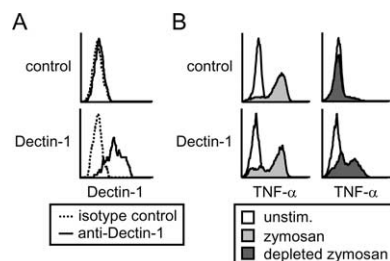 A
B
control
control
Dectin-1
Dectin-1
Dectin-1
TNF-α
TNF-α
isotype control
anti-Dectin-1
unstim.
zymosan
depleted zymosan